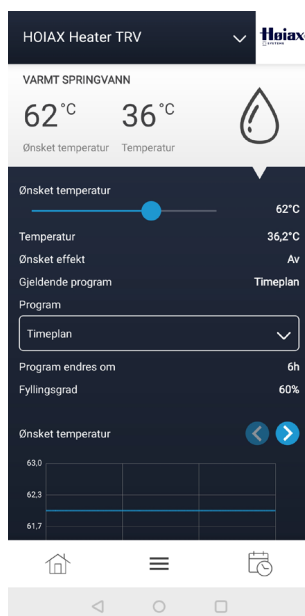 HOIAX Heater TRV
Høiax
SYSTEMS
VARMT SPRINGVANN
62°C 36°C
Ønsket temperatur Temperatur
Ønsket temperatur
62°C
Temperatur 36,2°C
Ønsket effekt Av
Gjeldende program Timeplan
Program
Timeplan
Program endres om 6h
Fyllingsgrad 60%
Ønsket temperatur
63,0
62,3
61,7